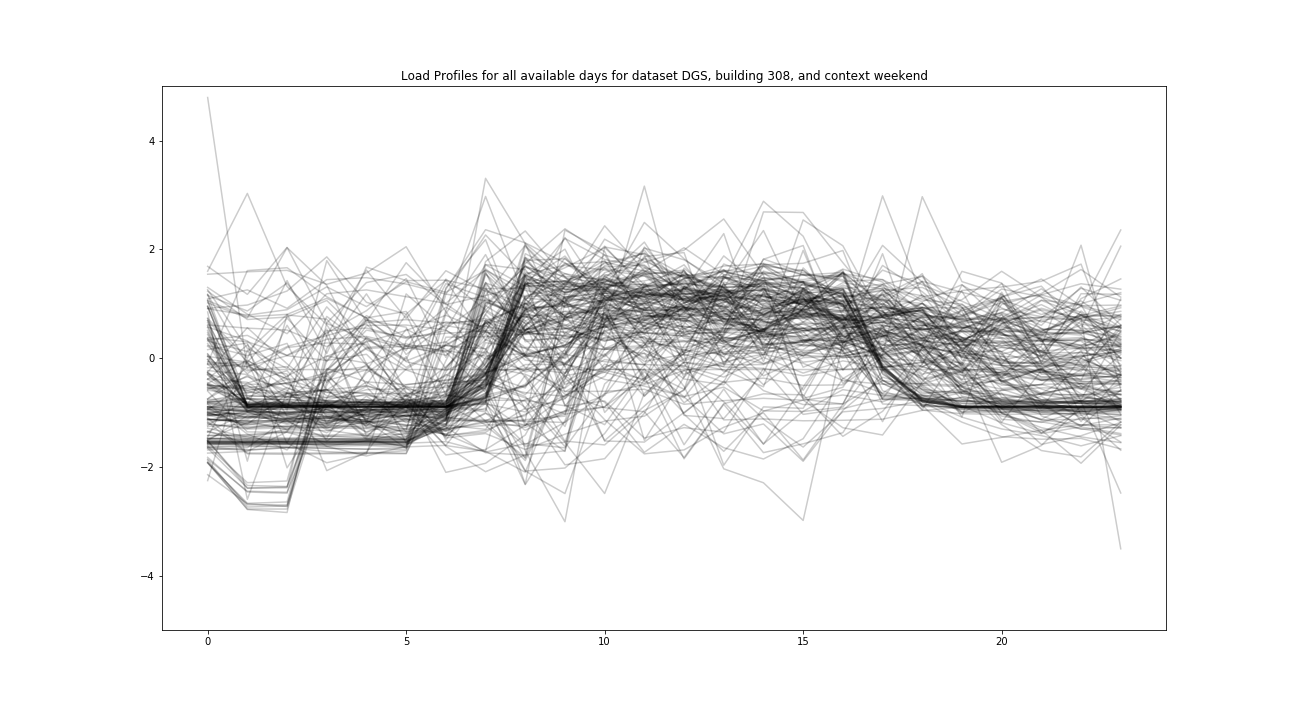 Load Profiles for all available days for dataset DGS, building 308, and context weekend
4
2
0
−2
−4
0 5 10 15 20